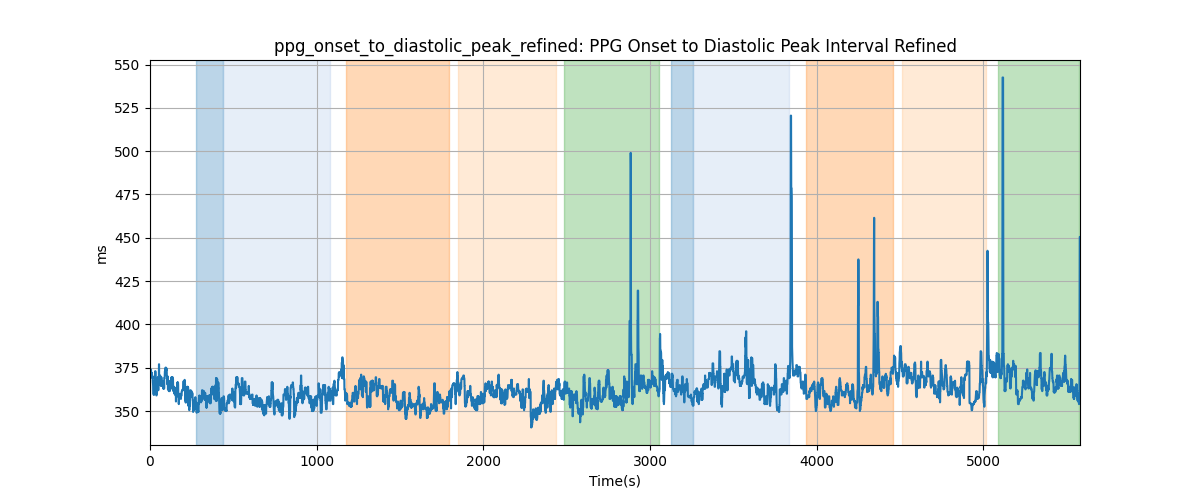 ppg_onset_to_diastolic_peak_refined: PPG Onset to Diastolic Peak Interval Refined
550
525
500
475
450
425
400
375
350
ms
0 1000 2000 3000 4000 5000
Time(s)